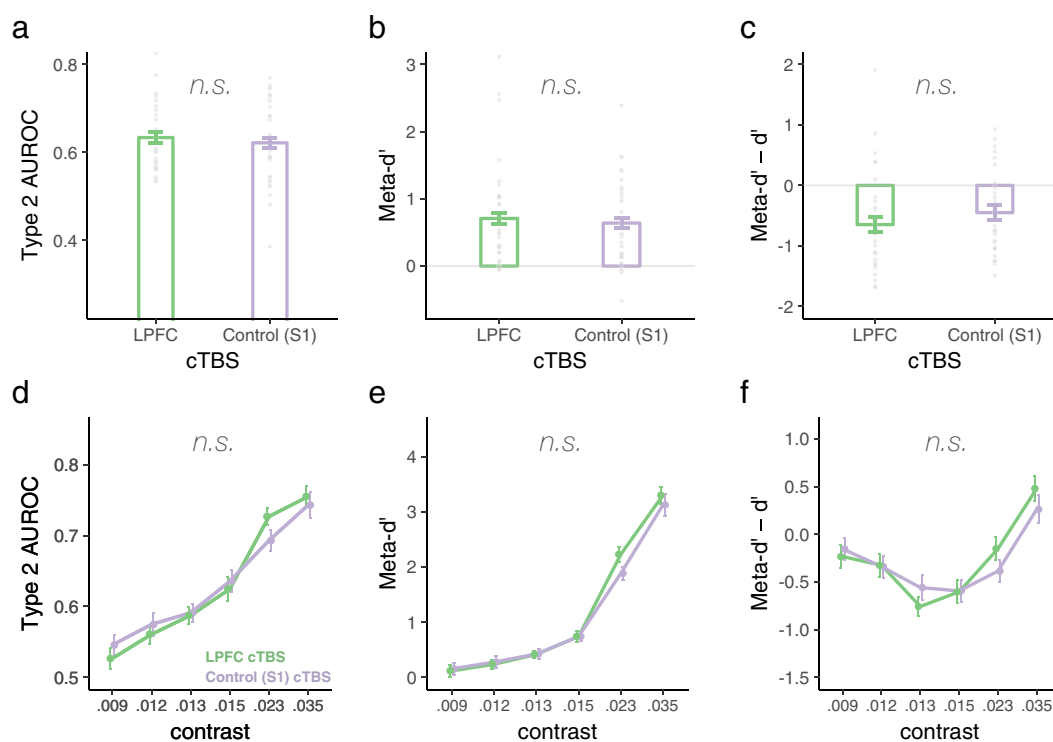 a
b
c
Type 2 AUROC
0.8
0.6
0.4
n.s.
LPFC
Control (S1)
cTBS
Meta-d'
3
2
1
0
n.s.
LPFC
Control (S1)
cTBS
Meta-d' – d'
2
1
0
-1
-2
n.s.
LPFC
Control (S1)
cTBS
d
e
f
Type 2 AUROC
0.8
0.7
0.6
0.5
n.s.
LPFC cTBS
Control (S1) cTBS
.009 .012 .013 .015 .023 .035
contrast
Meta-d'
4
3
2
1
0
n.s.
.009 .012 .013 .015 .023 .035
contrast
Meta-d' – d'
1.0
0.5
0.0
-0.5
-1.0
-1.5
n.s.
.009 .012 .013 .015 .023 .035
contrast